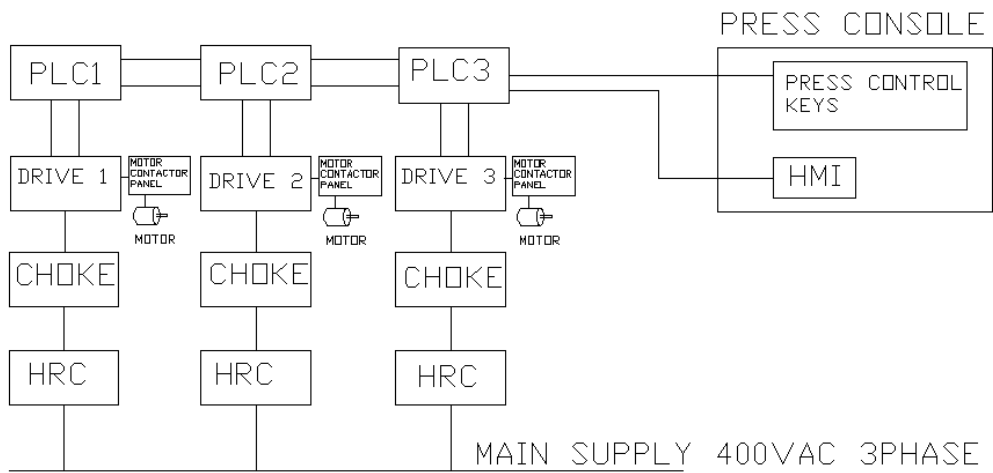 PRESS CONSOLE
PLC1
PLC2
PLC3
PRESS CONTROL
KEYS
HMI
DRIVE 1
MOTOR
CONTACTOR
PANEL
MOTOR
DRIVE 2
MOTOR
CONTACTOR
PANEL
MOTOR
DRIVE 3
MOTOR
CONTACTOR
PANEL
MOTOR
CHOKE
CHOKE
CHOKE
HRC
HRC
HRC
MAIN SUPPLY 400VAC 3PHASE